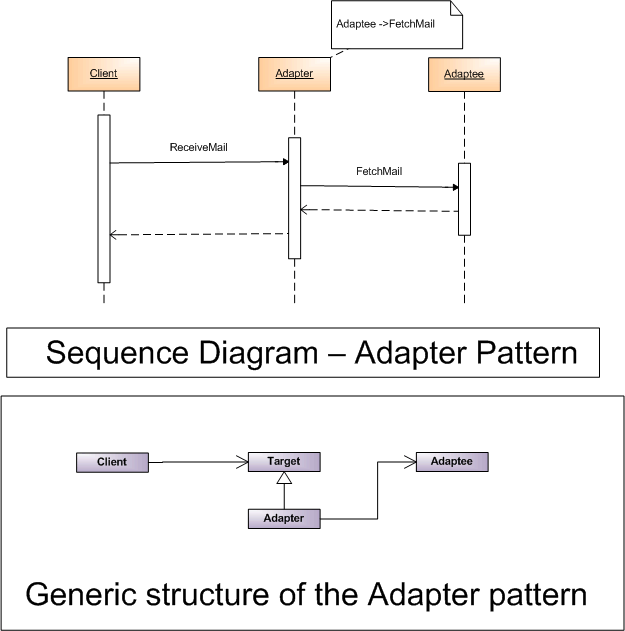 Adaptee ->FetchMail
Client
Adapter
Adaptee
ReceiveMail
FetchMail
Sequence Diagram – Adapter Pattern
Client
Target
Adaptee
Adapter
Generic structure of the Adapter pattern